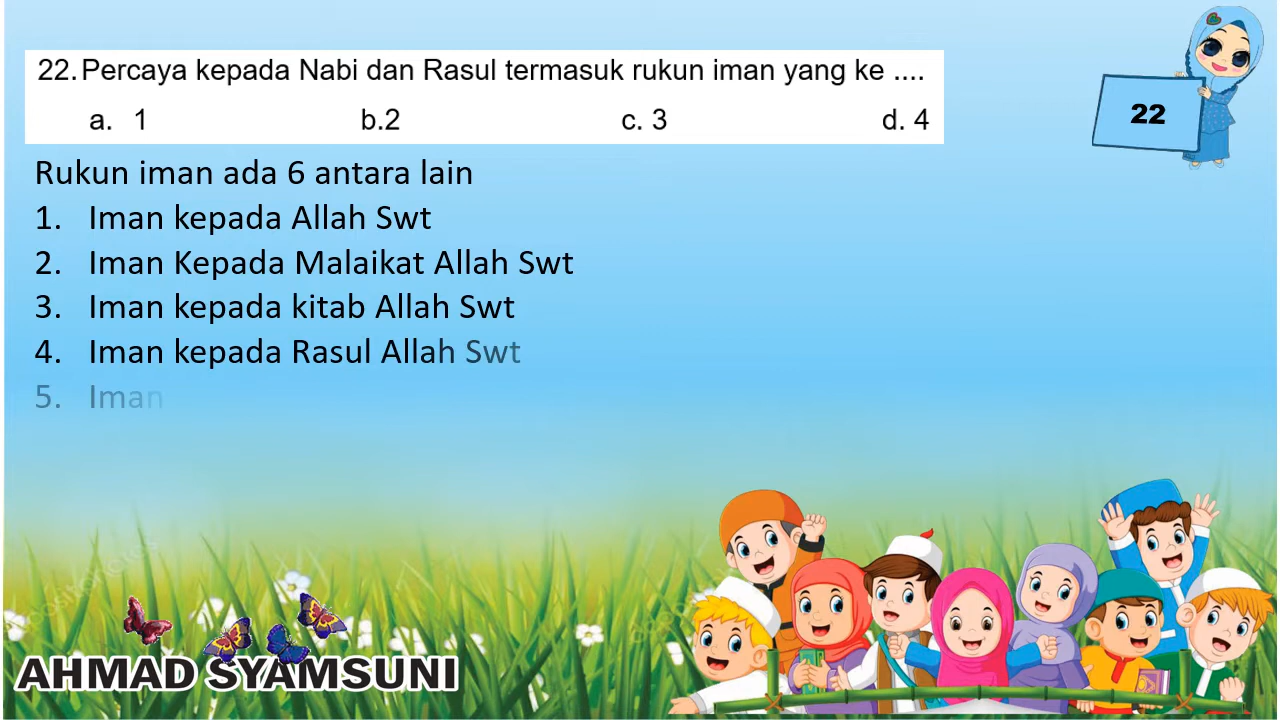 22. Percaya kepada Nabi dan Rasul termasuk rukun iman yang ke ....
a. 1 b.2 c. 3 d. 4
22
Rukun iman ada 6 antara lain
1. Iman kepada Allah Swt
2. Iman Kepada Malaikat Allah Swt
3. Iman kepada kitab Allah Swt
4. Iman kepada Rasul Allah Swt
5. Iman
AHMAD SYAMSUNI